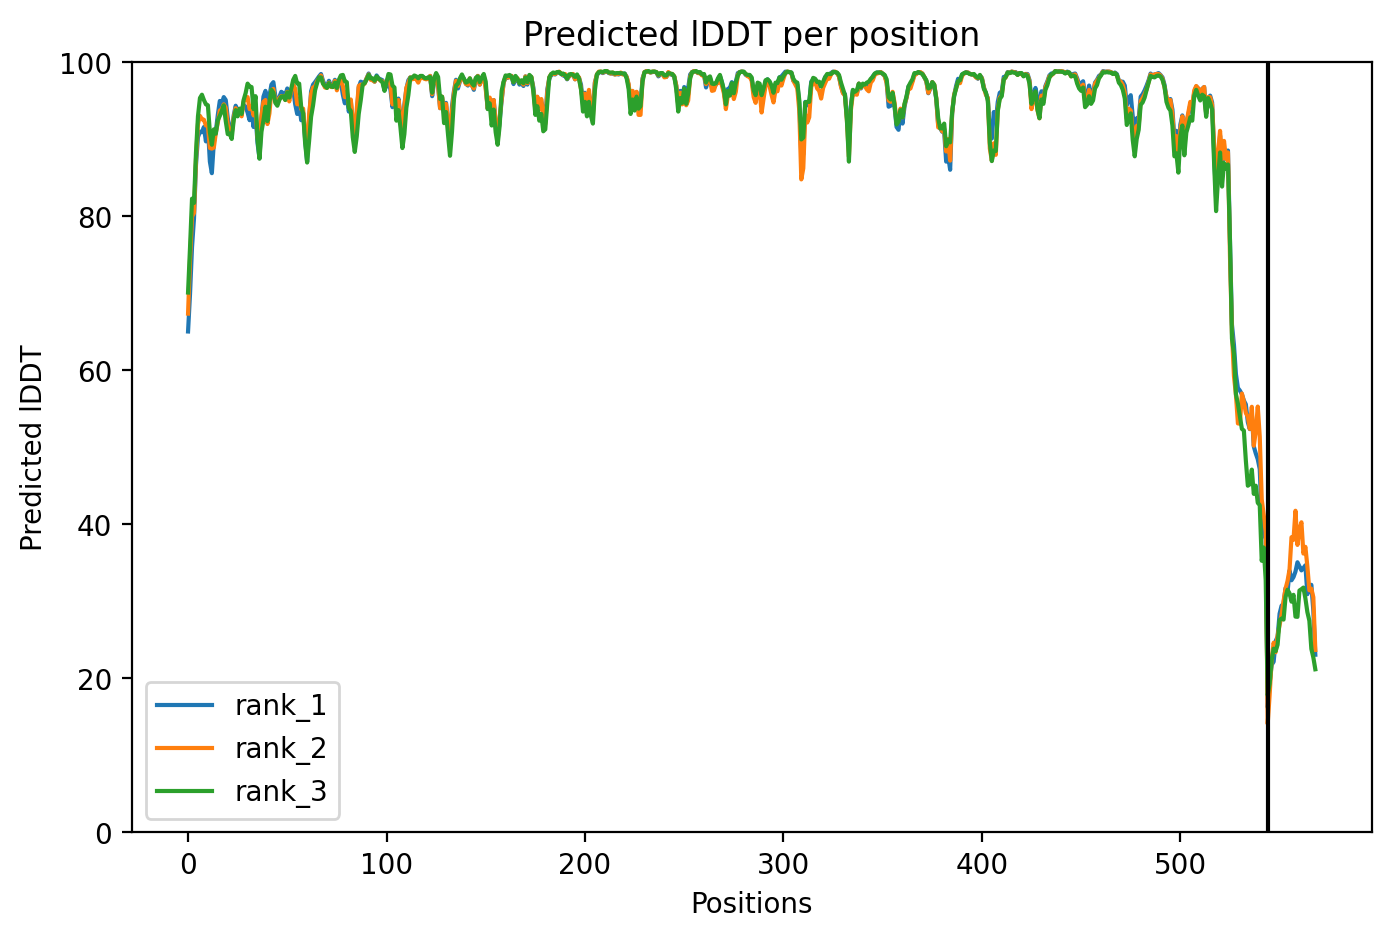 Predicted lDDT per position
100
80
60
40
20
0
Predicted lDDT
rank_1
rank_2
rank_3
0 100 200 300 400 500
Positions